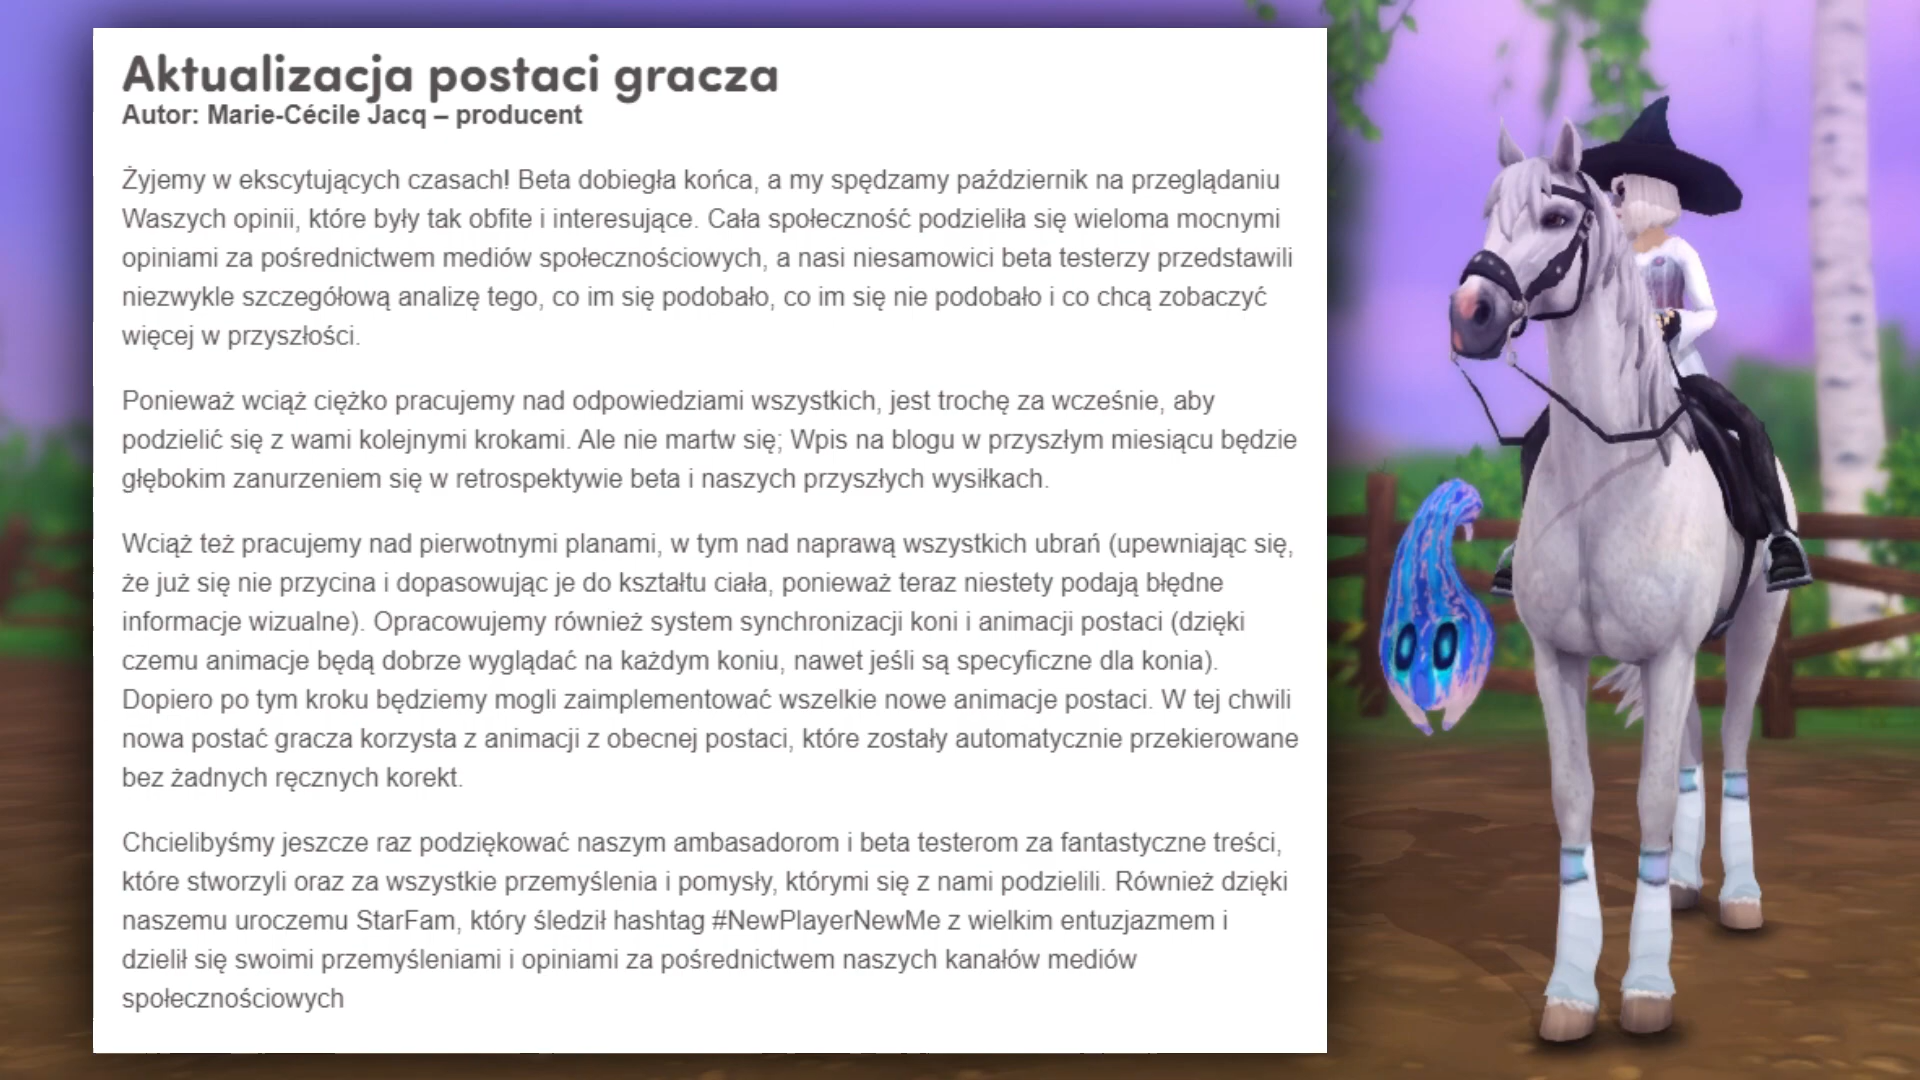 Aktualizacja postaci gracza
Autor: Marie-Cécile Jacq – producent
Żyjemy w ekscytujących czasach! Beta dobiegła końca, a my spędzamy październik na przeglądaniu
Waszych opinii, które były tak obfite i interesujące. Cała społeczność podzieliła się wieloma mocnymi
opiniami za pośrednictwem mediów społecznościowych, a nasi niesamowici beta testerzy przedstawili
niezwykle szczegółową analizę tego, co im się podobało, co im się nie podobało i co chcą zobaczyć
więcej w przyszłości.
Ponieważ wciąż ciężko pracujemy nad odpowiedziami wszystkich, jest trochę za wcześnie, aby
podzielić się z wami kolejnymi krokami. Ale nie martw się; Wpis na blogu w przyszłym miesiącu będzie
głębokim zanurzeniem się w retrospektywie beta i naszych przyszłych wysiłkach.
Wciąż też pracujemy nad pierwotnymi planami, w tym nad naprawą wszystkich ubrań (upewniając się,
że już się nie przycina i dopasowując je do kształtu ciała, ponieważ teraz niestety podają błędne
informacje wizualne). Opracowujemy również system synchronizacji koni i animacji postaci (dzięki
czemu animacje będą dobrze wyglądać na każdym koniu, nawet jeśli są specyficzne dla konia).
Dopiero po tym kroku będziemy mogli zaimplementować wszelkie nowe animacje postaci. W tej chwili
nowa postać gracza korzysta z animacji z obecnej postaci, które zostały automatycznie przekierowane
bez żadnych ręcznych korekt.
Chcielibyśmy jeszcze raz podziękować naszym ambasadorom i beta testerom za fantastyczne treści,
które stworzyli oraz za wszystkie przemyślenia i pomysły, którymi się z nami podzielili. Również dzięki
naszemu uroczemu StarFam, który śledził hashtag #NewPlayerNewMe z wielkim entuzjazmem i
dzielił się swoimi przemyśleniami i opiniami za pośrednictwem naszych kanałów mediów
społecznościowych